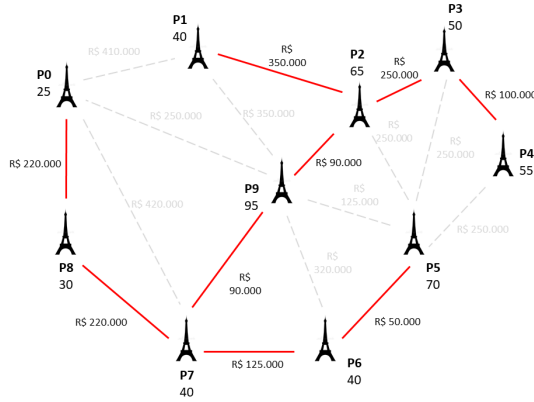 P3
50
P1
40
R$ 410.000
R$
350.000
P2
65
R$
250.000
P0
25
R$ 100.000
R$ 350.000
R$ 250.000
R$
250.000
R$
250.000
P4
55
R$ 220.000
R$ 90.000
P9
95
R$
125.000
R$ 420.000
R$ 250.000
P8
30
R$
320.000
P5
70
R$
90.000
R$ 220.000
R$ 50.000
R$ 125.000
P7
40
P6
40